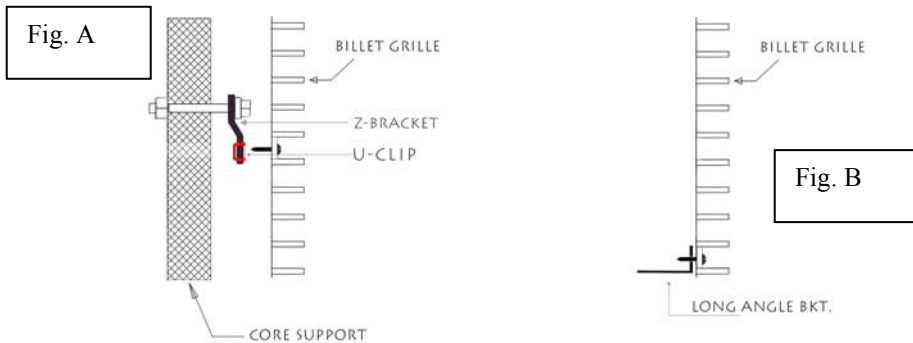 Fig. A
BILLET GRILLE
Z-BRACKET
U-CLIP
CORE SUPPORT
BILLET GRILLE
Fig. B
LONG ANGLE BKT.